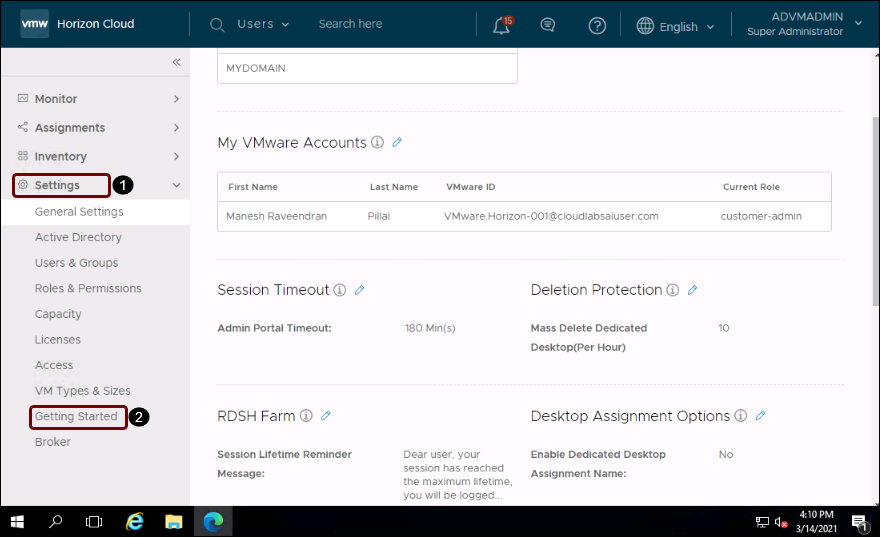 vmw Horizon Cloud Users Search here 15 English ADVMADMIN
Super Administrator
MYDOMAIN
Monitor
Assignments
Inventory
Settings 1
General Settings
Active Directory
Users & Groups
Roles & Permissions
Capacity
Licenses
Access
VM Types & Sizes
Getting Started 2
Broker
My VMware Accounts
First Name Last Name VMware ID Current Role
Manesh Raveendran Pillai VMware.Horizon-001@cloudlabsaiuser.com customer-admin
Session Timeout
Admin Portal Timeout: 180 Min(s)
Deletion Protection
Mass Delete Dedicated 10
Desktop(Per Hour)
RDSH Farm
Session Lifetime Reminder
Message:
Dear user, your
session has reached
the maximum lifetime,
you will be logged...
Desktop Assignment Options
Enable Dedicated Desktop No
Assignment Name:
4:10 PM
3/14/2021
1